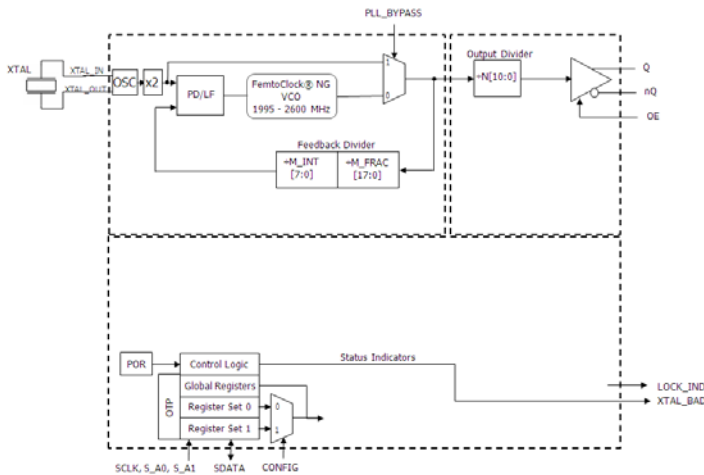 PLL_BYPASS
XTAL
XTAL_IN
XTAL_OUT
OSC
x2
PD/LF
FemtoClock® NG
VCO
1995 - 2600 MHz
1
0
Output Divider
÷N[10:0]
Q
nQ
OE
Feedback Divider
÷M_INT
[7:0]
÷M_FRAC
[17:0]
POR
Control Logic
Status Indicators
Global Registers
OTP
Register Set 0
0
Register Set 1
1
LOCK_IND
XTAL_BAD
SCLK, S_A0, S_A1
SDATA
CONFIG